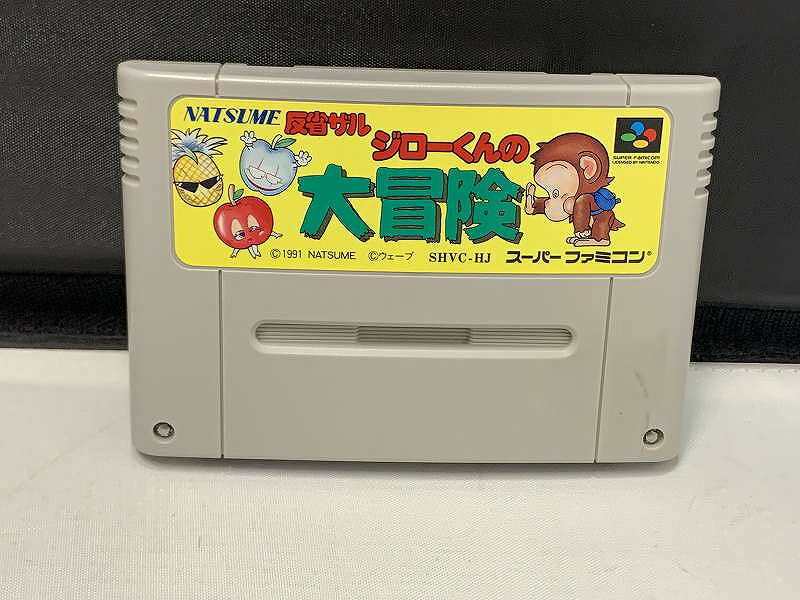 NATSUME
反省ザル
ジローくんの
大冒険
SUPER FAMICOM
LICENSED BY NINTENDO
©1991 NATSUME ©ウェーブ SHVC-HJ スーパーファミコン®